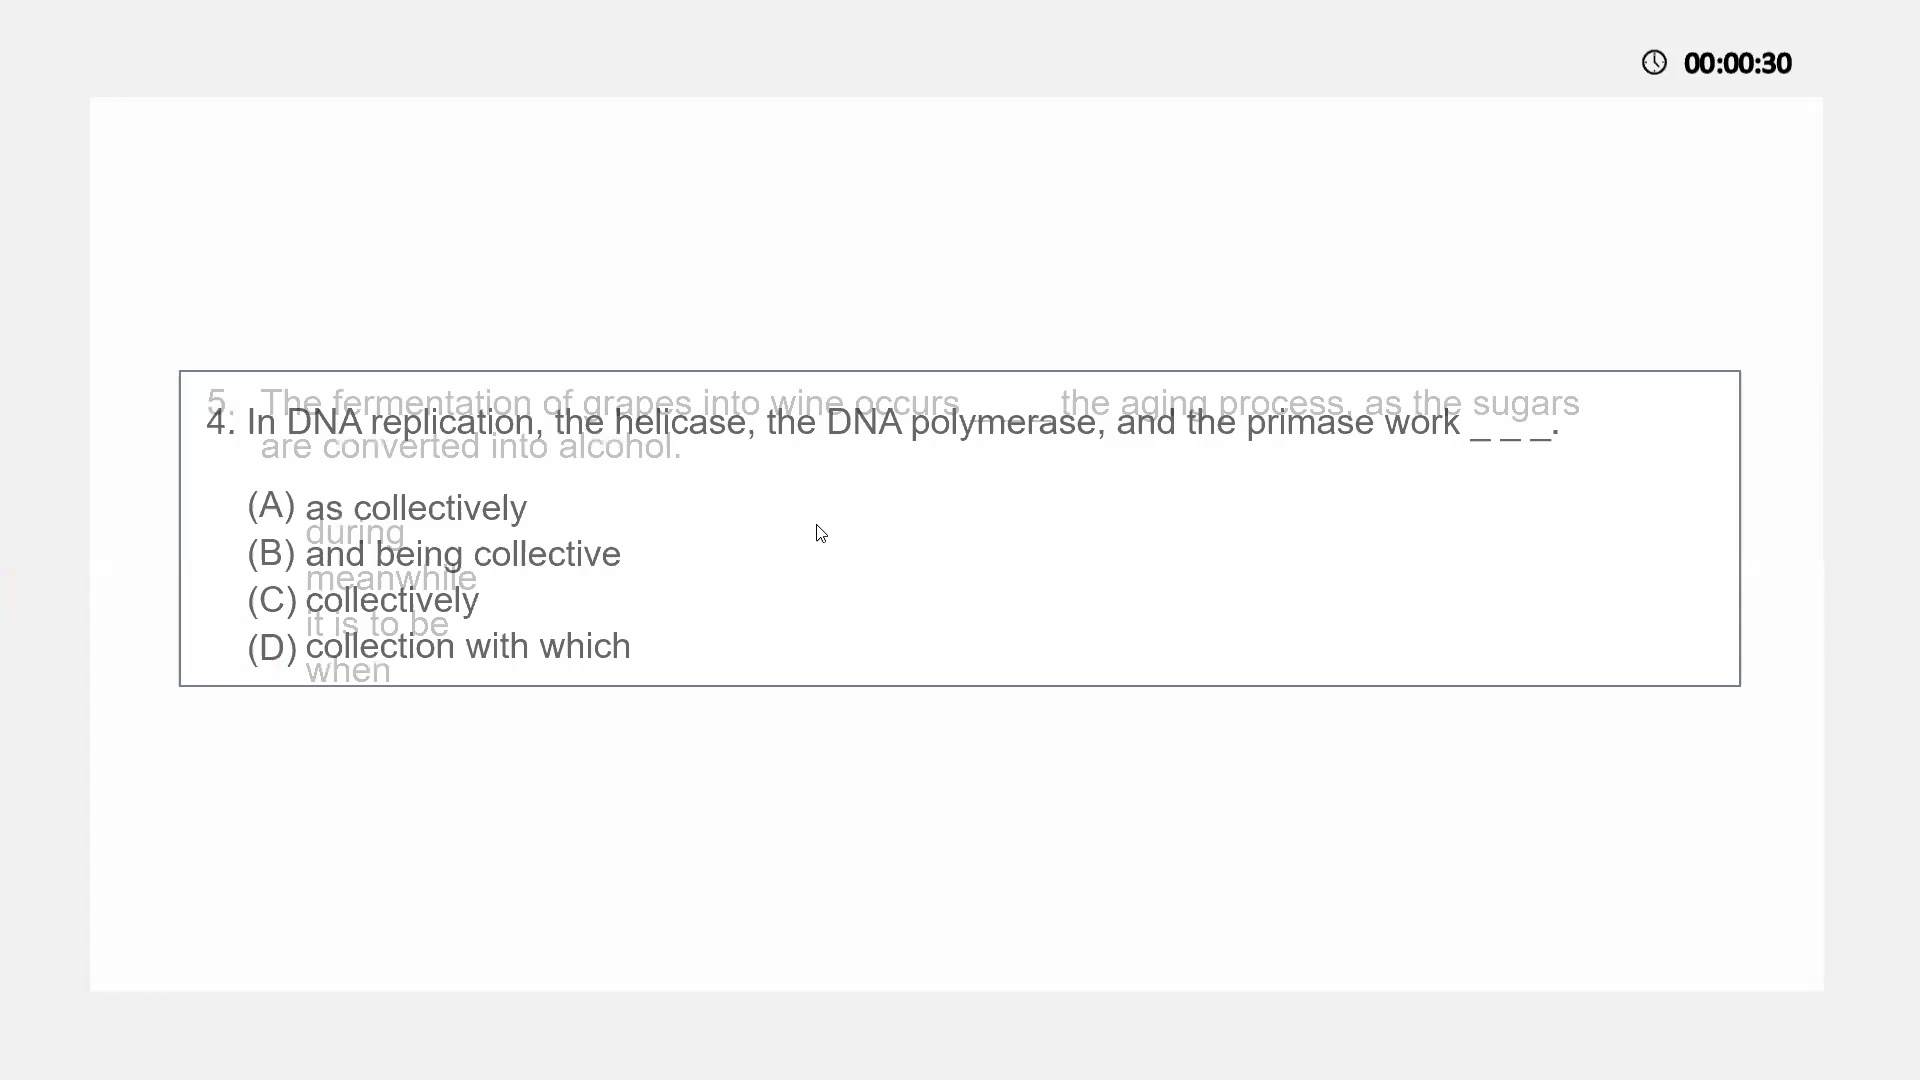 00:00:30
5. The fermentation of grapes into wine occurs _ _ _ the aging process, as the sugars
4. In DNA replication, the helicase, the DNA polymerase, and the primase work _ _ _.
are converted into alcohol.
(A) as collectively
during
(B) and being collective
meanwhile
(C) collectively
it is to be
(D) collection with which
when